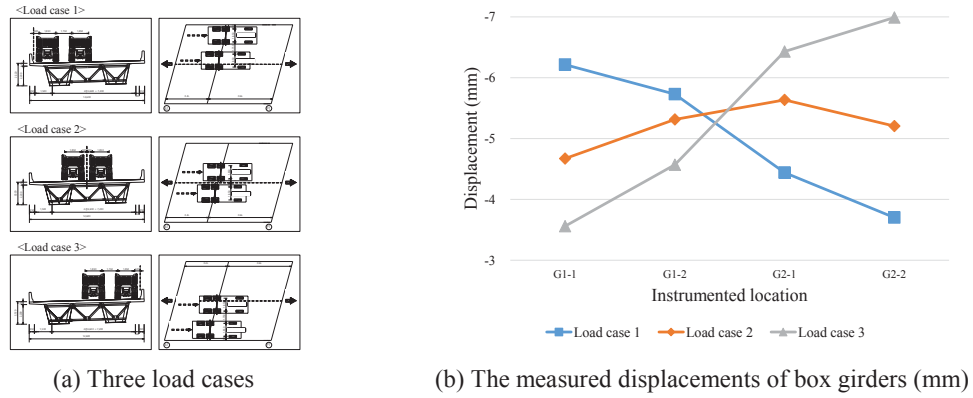 <Load case 1>
<Load case 2>
<Load case 3>
(a) Three load cases
-7
-6
-5
-4
-3
Displacement (mm)
G1-1
G1-2
G2-1
G2-2
Instrumented location
Load case 1
Load case 2
Load case 3
(b) The measured displacements of box girders (mm)